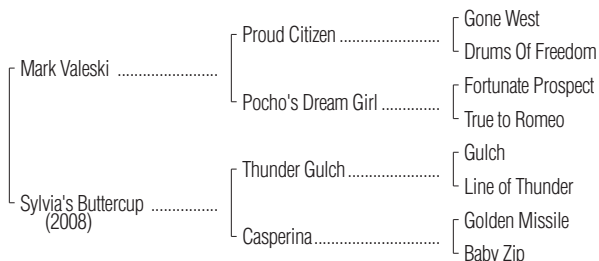 Gone West
Proud Citizen ........................
Drums Of Freedom
Mark Valeski ........................
Fortunate Prospect
Pocho's Dream Girl ..............
True to Romeo
Gulch
Thunder Gulch......................
Line of Thunder
Sylvia's Buttercup ................
(2008)
Golden Missile
Casperina..............................
Baby Zip